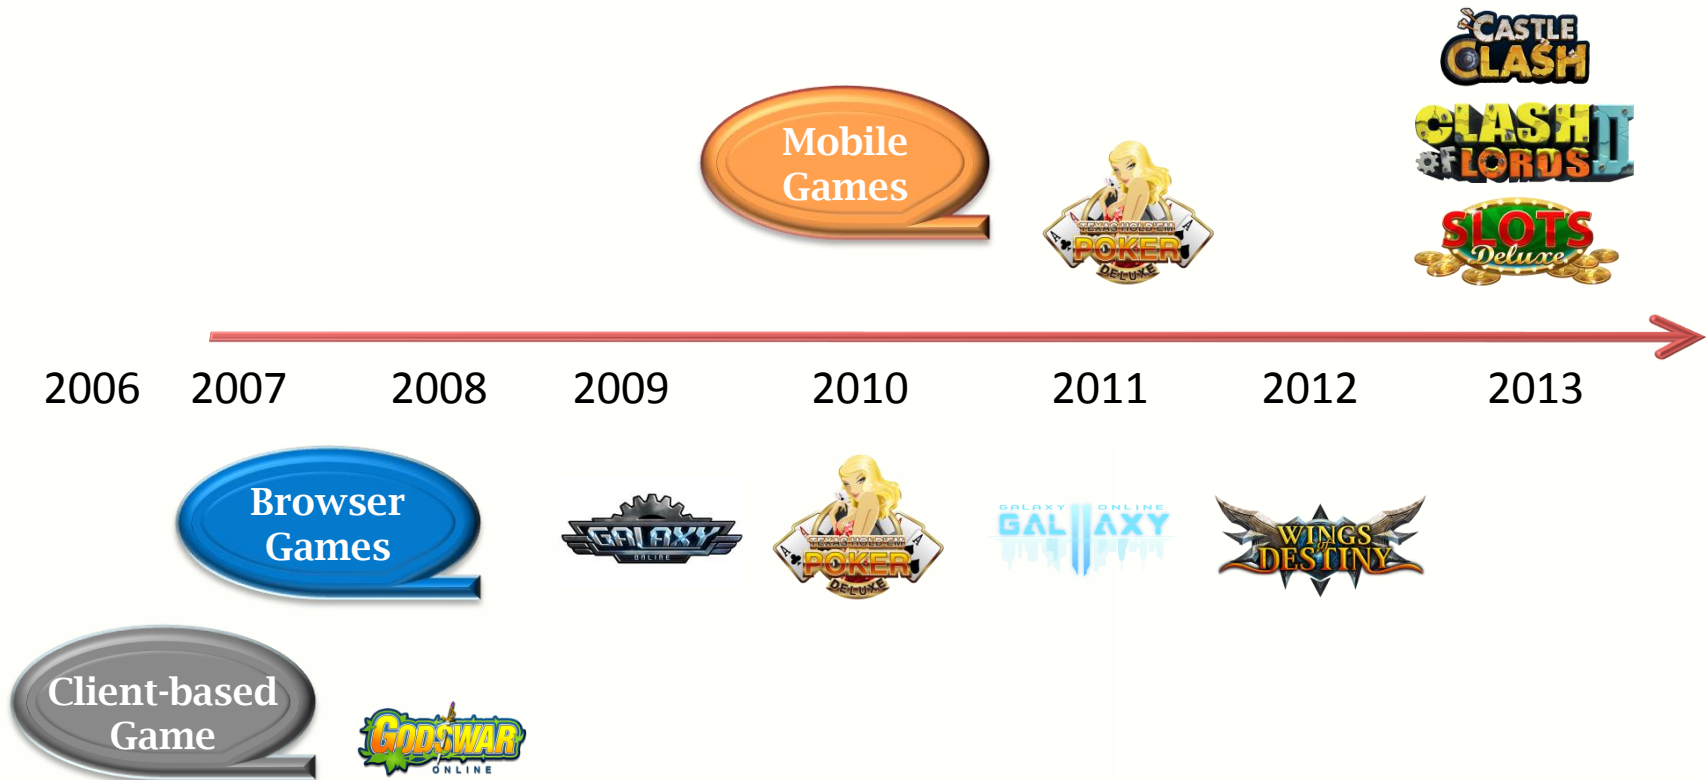 CASTLE
CLASH
CLASH II
OF LORDS
SLOTS
Deluxe
Mobile
Games
TEXAS HOLD'EM
POKER
DELUXE
2006 2007 2008 2009 2010 2011 2012 2013
Browser
Games
GALAXY
ONLINE
TEXAS HOLD'EM
POKER
DELUXE
GALAXY ONLINE
GAL II AXY
WINGS
of
DESTINY
Client-based
Game
GODSWAR
ONLINE